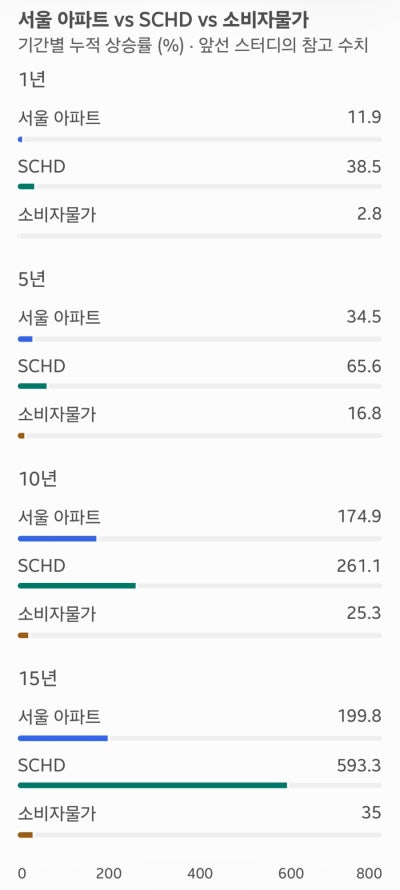 서울 아파트 vs SCHD vs 소비자물가
기간별 누적 상승률 (%) · 앞선 스터디의 참고 수치
1년
서울 아파트 11.9
SCHD 38.5
소비자물가 2.8
5년
서울 아파트 34.5
SCHD 65.6
소비자물가 16.8
10년
서울 아파트 174.9
SCHD 261.1
소비자물가 25.3
15년
서울 아파트 199.8
SCHD 593.3
소비자물가 35
0 200 400 600 800